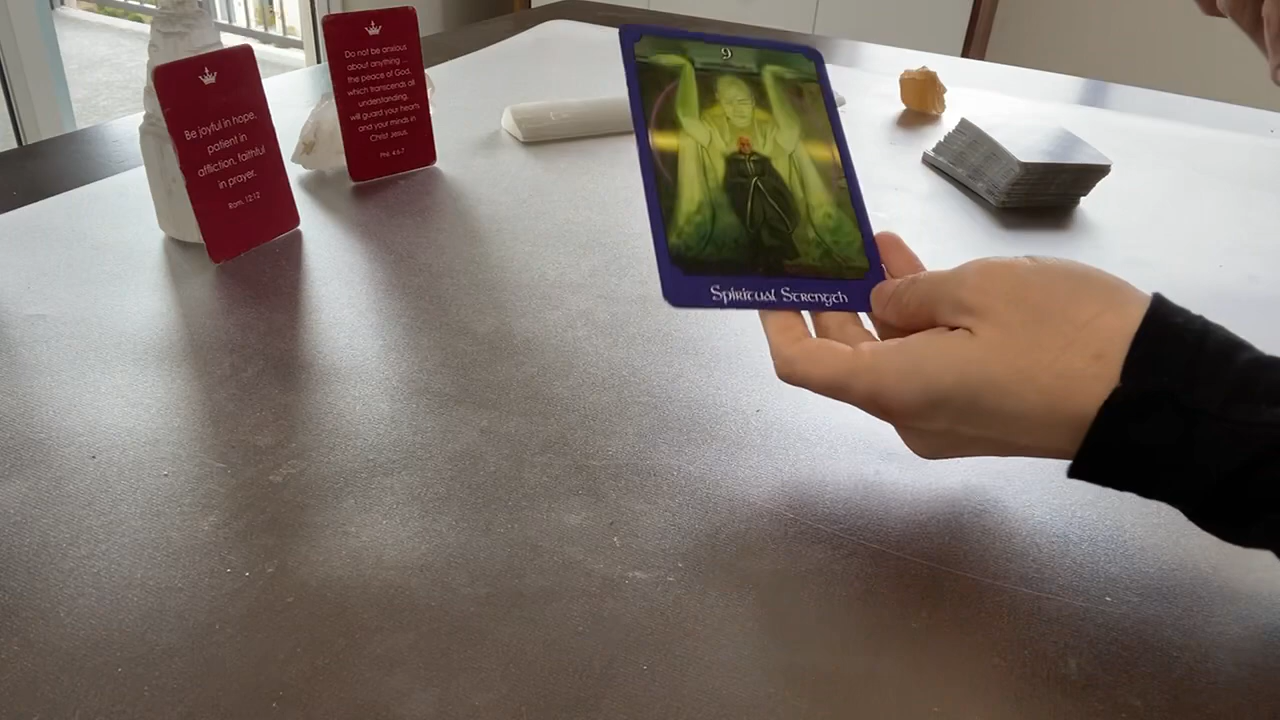 Be joyful in hope,
patient in
affliction, faithful
in prayer.
Rom. 12:12
Do not be anxious
about anything ...
the peace of God,
which transcends all
understanding,
will guard your hearts
and your minds in
Christ Jesus.
Phil. 4:6-7
9
Spiritual Strength